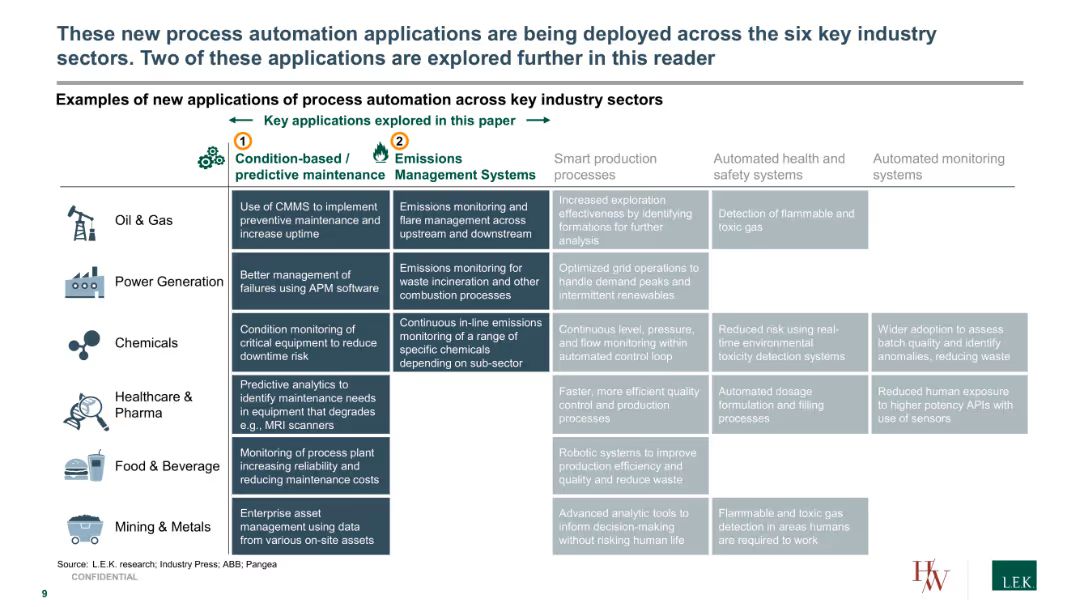 These new process automation applications are being deployed across the six key industry
sectors. Two of these applications are explored further in this reader
Examples of new applications of process automation across key industry sectors
Key applications explored in this paper
1
Condition-based /
predictive maintenance
2
Emissions
Management Systems
Smart production
processes
Automated health and
safety systems
Automated monitoring
systems
Oil & Gas
Use of CMMS to implement
preventive maintenance and
increase uptime
Emissions monitoring and
flare management across
upstream and downstream
Increased exploration
effectiveness by identifying
formations for further
analysis
Detection of flammable and
toxic gas
Power Generation
Better management of
failures using APM software
Emissions monitoring for
waste incineration and other
combustion processes
Optimized grid operations to
handle demand peaks and
intermittent renewables
Chemicals
Condition monitoring of
critical equipment to reduce
downtime risk
Continuous in-line emissions
monitoring of a range of
specific chemicals
depending on sub-sector
Continuous level, pressure,
and flow monitoring within
automated control loop
Reduced risk using real-
time environmental
toxicity detection systems
Wider adoption to assess
batch quality and identify
anomalies, reducing waste
Healthcare &
Pharma
Predictive analytics to
identify maintenance needs
in equipment that degrades
e.g., MRI scanners
Faster, more efficient quality
control and production
processes
Automated dosage
formulation and filling
processes
Reduced human exposure
to higher potency APIs with
use of sensors
Food & Beverage
Monitoring of process plant
increasing reliability and
reducing maintenance costs
Robotic systems to improve
production efficiency and
quality and reduce waste
Mining & Metals
Enterprise asset
management using data
from various on-site assets
Advanced analytic tools to
inform decision-making
without risking human life
Flammable and toxic gas
detection in areas humans
are required to work
Source: L.E.K. research; Industry Press; ABB; Pangea
CONFIDENTIAL
9
HW
L.E.K.